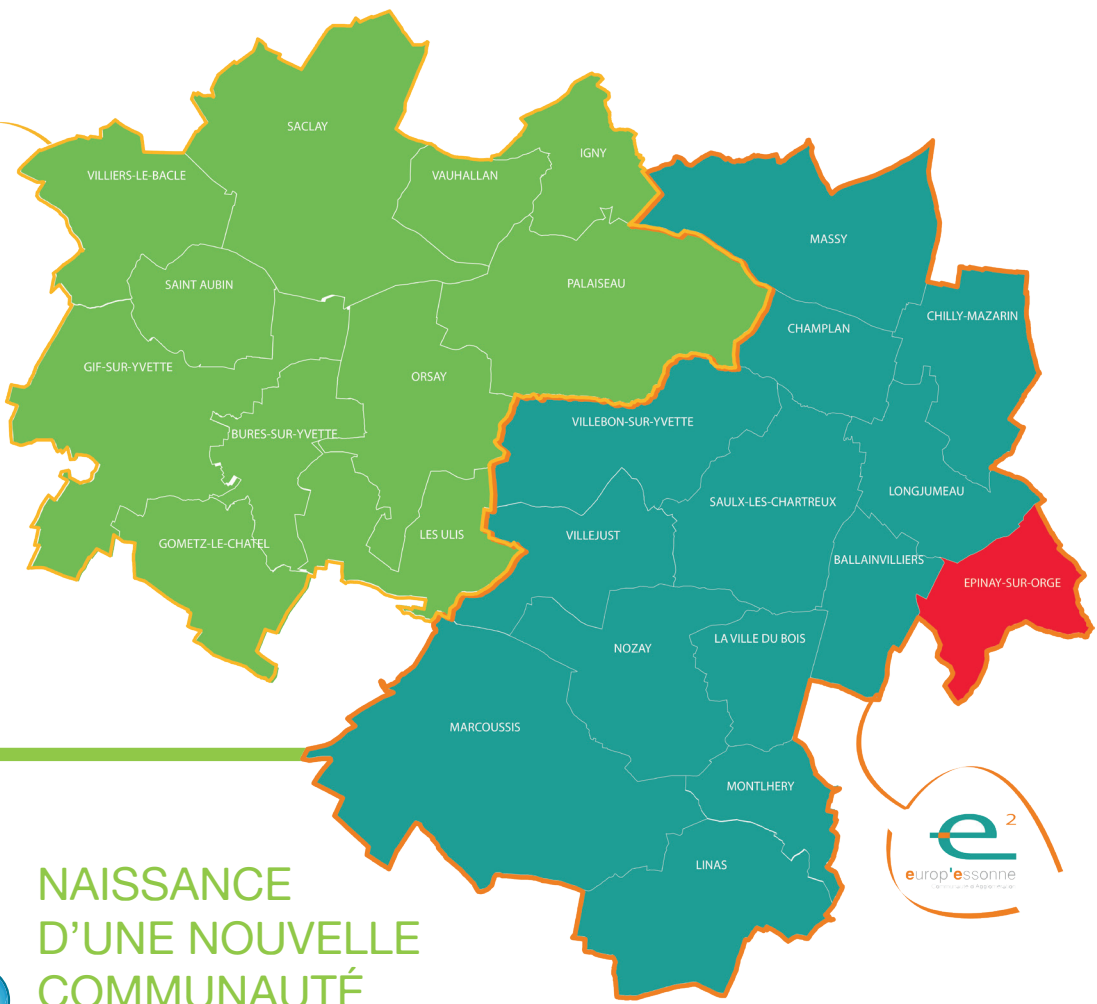 SACLAY
IGNY
VILLIERS-LE-BACLE
VAUHALLAN
MASSY
SAINT AUBIN
PALAISEAU
CHAMPLAN
CHILLY-MAZARIN
GIF-SUR-YVETTE
ORSAY
BURES-SUR-YVETTE
VILLEBON-SUR-YVETTE
SAULX-LES-CHARTREUX
LONGJUMEAU
GOMETZ-LE-CHATEL
LES ULIS
VILLEJUST
BALLAINVILLIERS
EPINAY-SUR-ORGE
NOZAY
LA VILLE DU BOIS
MARCOUSSIS
MONTLHERY
LINAS
e²
europ'essonne
NAISSANCE
D'UNE NOUVELLE
COMMUNAUTÉ